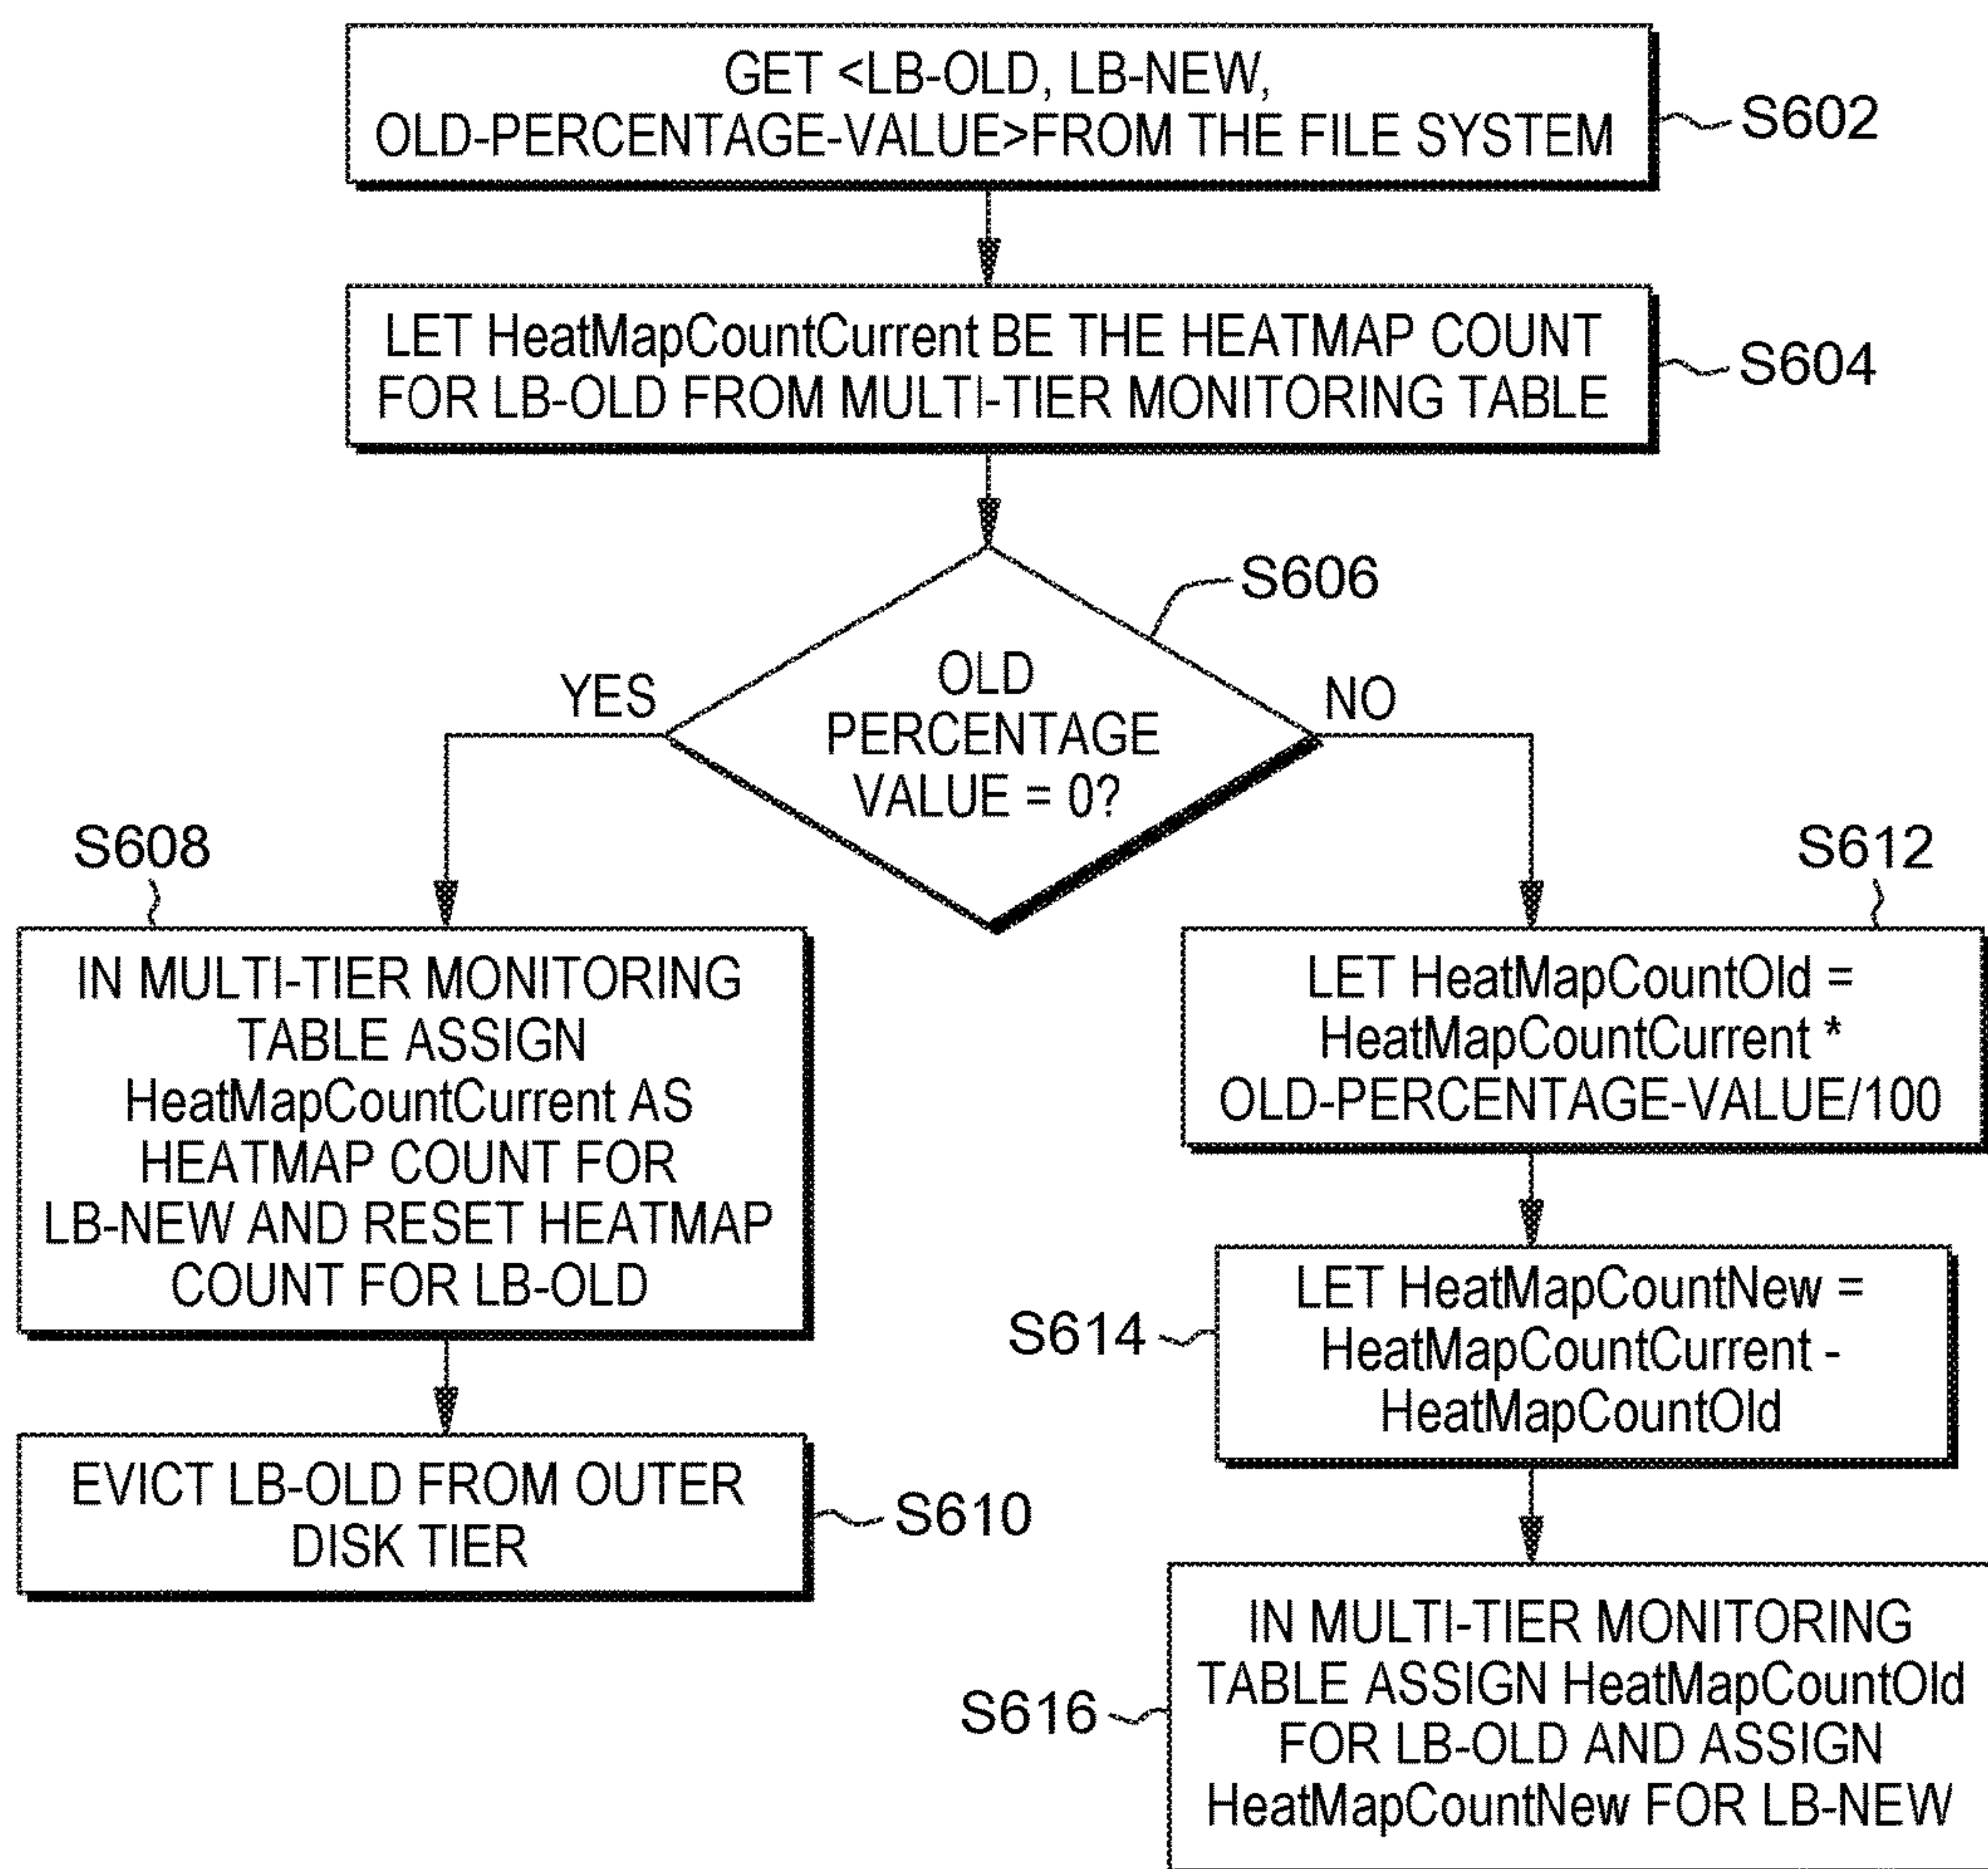 GET <LB-OLD, LB-NEW,
OLD-PERCENTAGE-VALUE>FROM THE FILE SYSTEM
S602
LET HeatMapCountCurrent BE THE HEATMAP COUNT
FOR LB-OLD FROM MULTI-TIER MONITORING TABLE
S604
S606
OLD
PERCENTAGE
VALUE = 0?
YES
NO
S608
IN MULTI-TIER MONITORING
TABLE ASSIGN
HeatMapCountCurrent AS
HEATMAP COUNT FOR
LB-NEW AND RESET HEATMAP
COUNT FOR LB-OLD
EVICT LB-OLD FROM OUTER
DISK TIER
S610
S612
LET HeatMapCountOld =
HeatMapCountCurrent *
OLD-PERCENTAGE-VALUE/100
S614
LET HeatMapCountNew =
HeatMapCountCurrent -
HeatMapCountOld
S616
IN MULTI-TIER MONITORING
TABLE ASSIGN HeatMapCountOld
FOR LB-OLD AND ASSIGN
HeatMapCountNew FOR LB-NEW